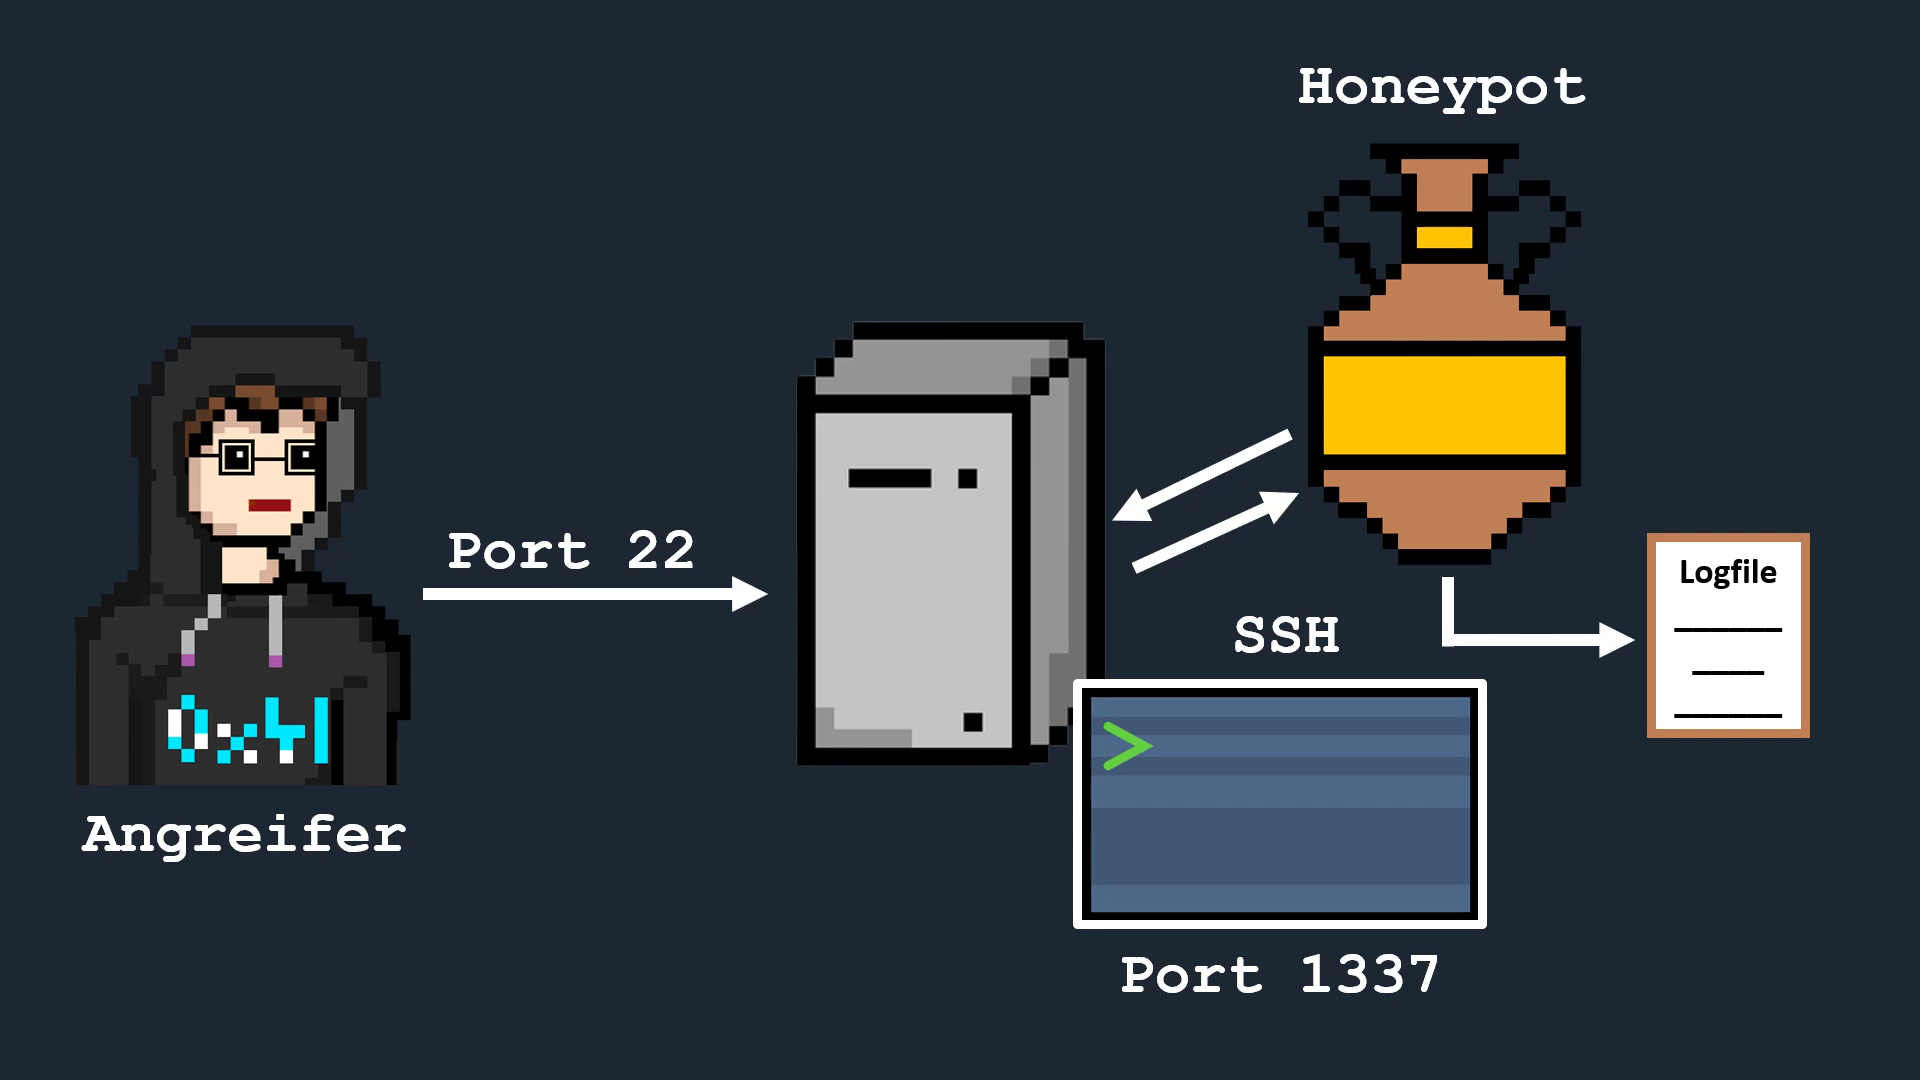 Honeypot
Port 22
Logfile
SSH
>
0x41
Angreifer
Port 1337